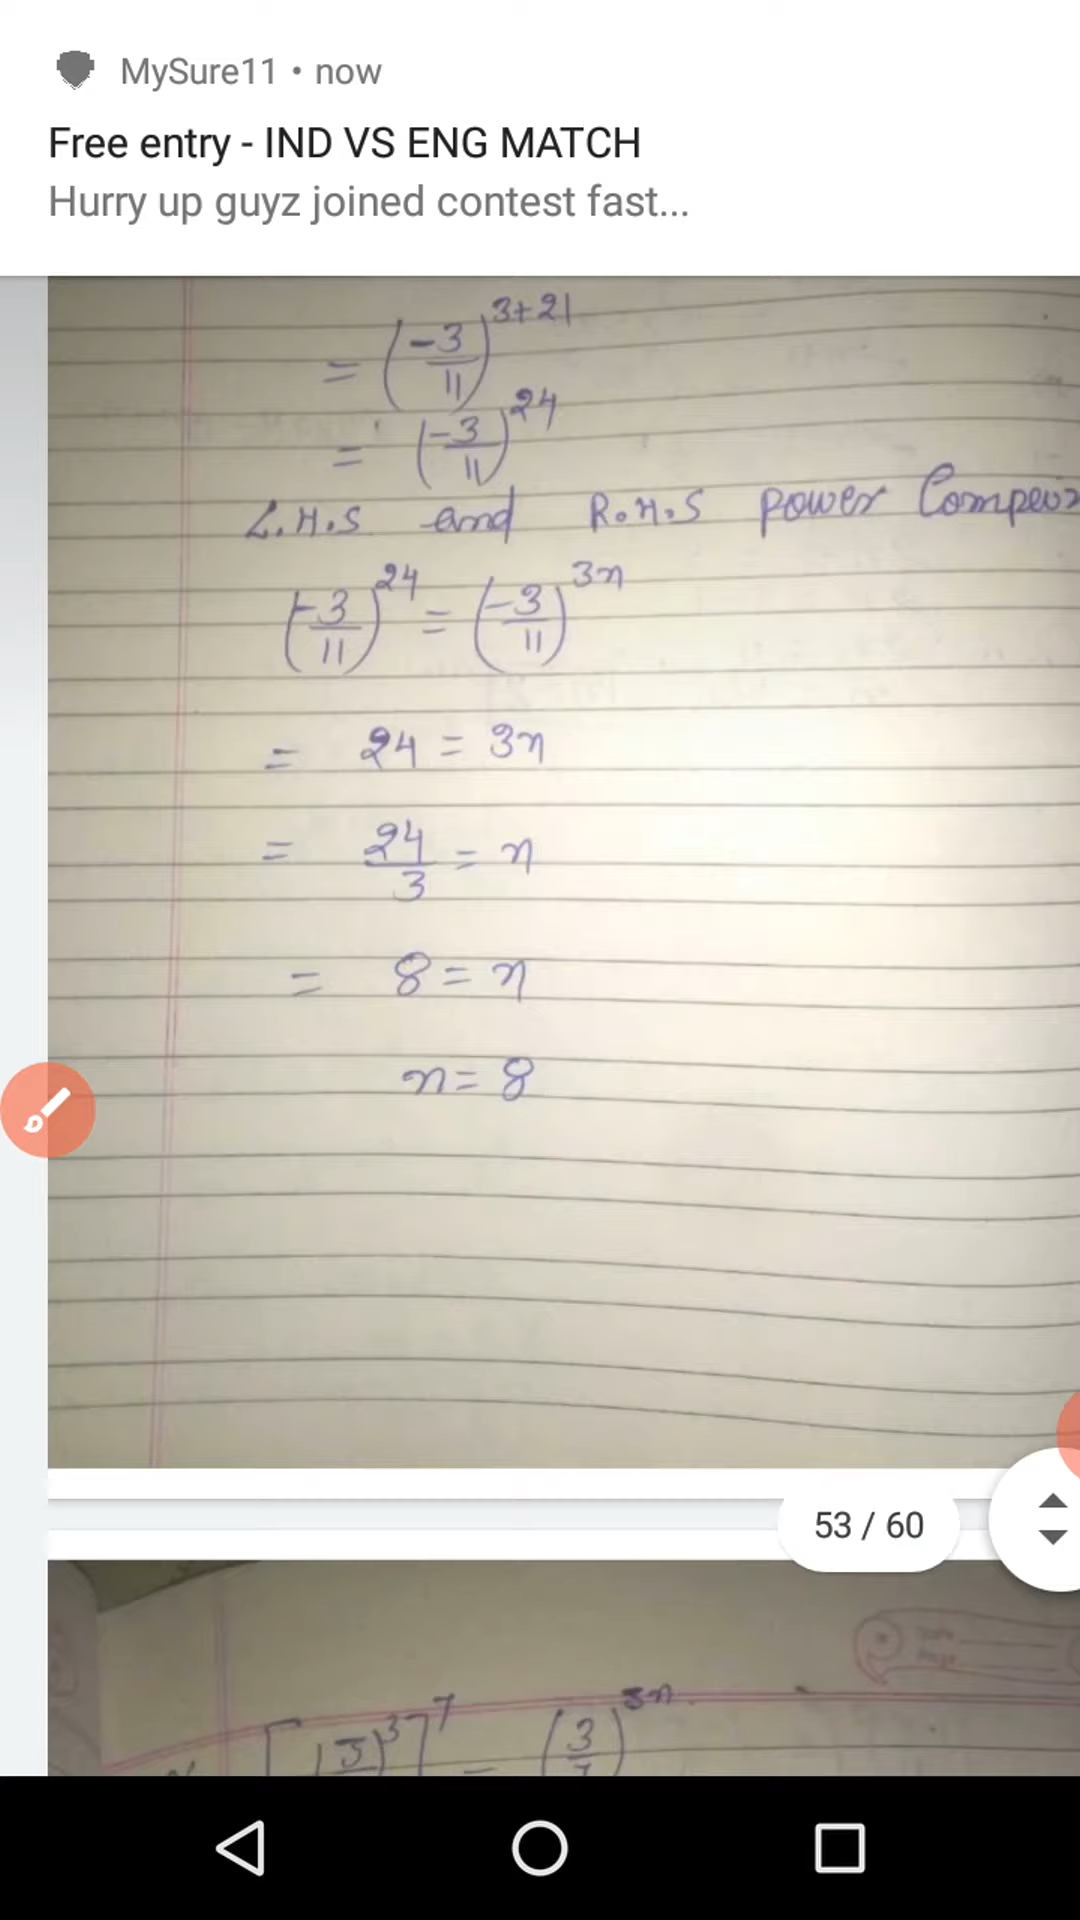 MySure11 • now
Free entry - IND VS ENG MATCH
Hurry up guyz joined contest fast...
= (-3/11)^3+21
= (-3/11)^24
L.H.S and R.H.S power
(-3/11)^24 = (-3/11)^3n
= 24 = 3n
= 24/3 = n
= 8 = n
n = 8
53 / 60